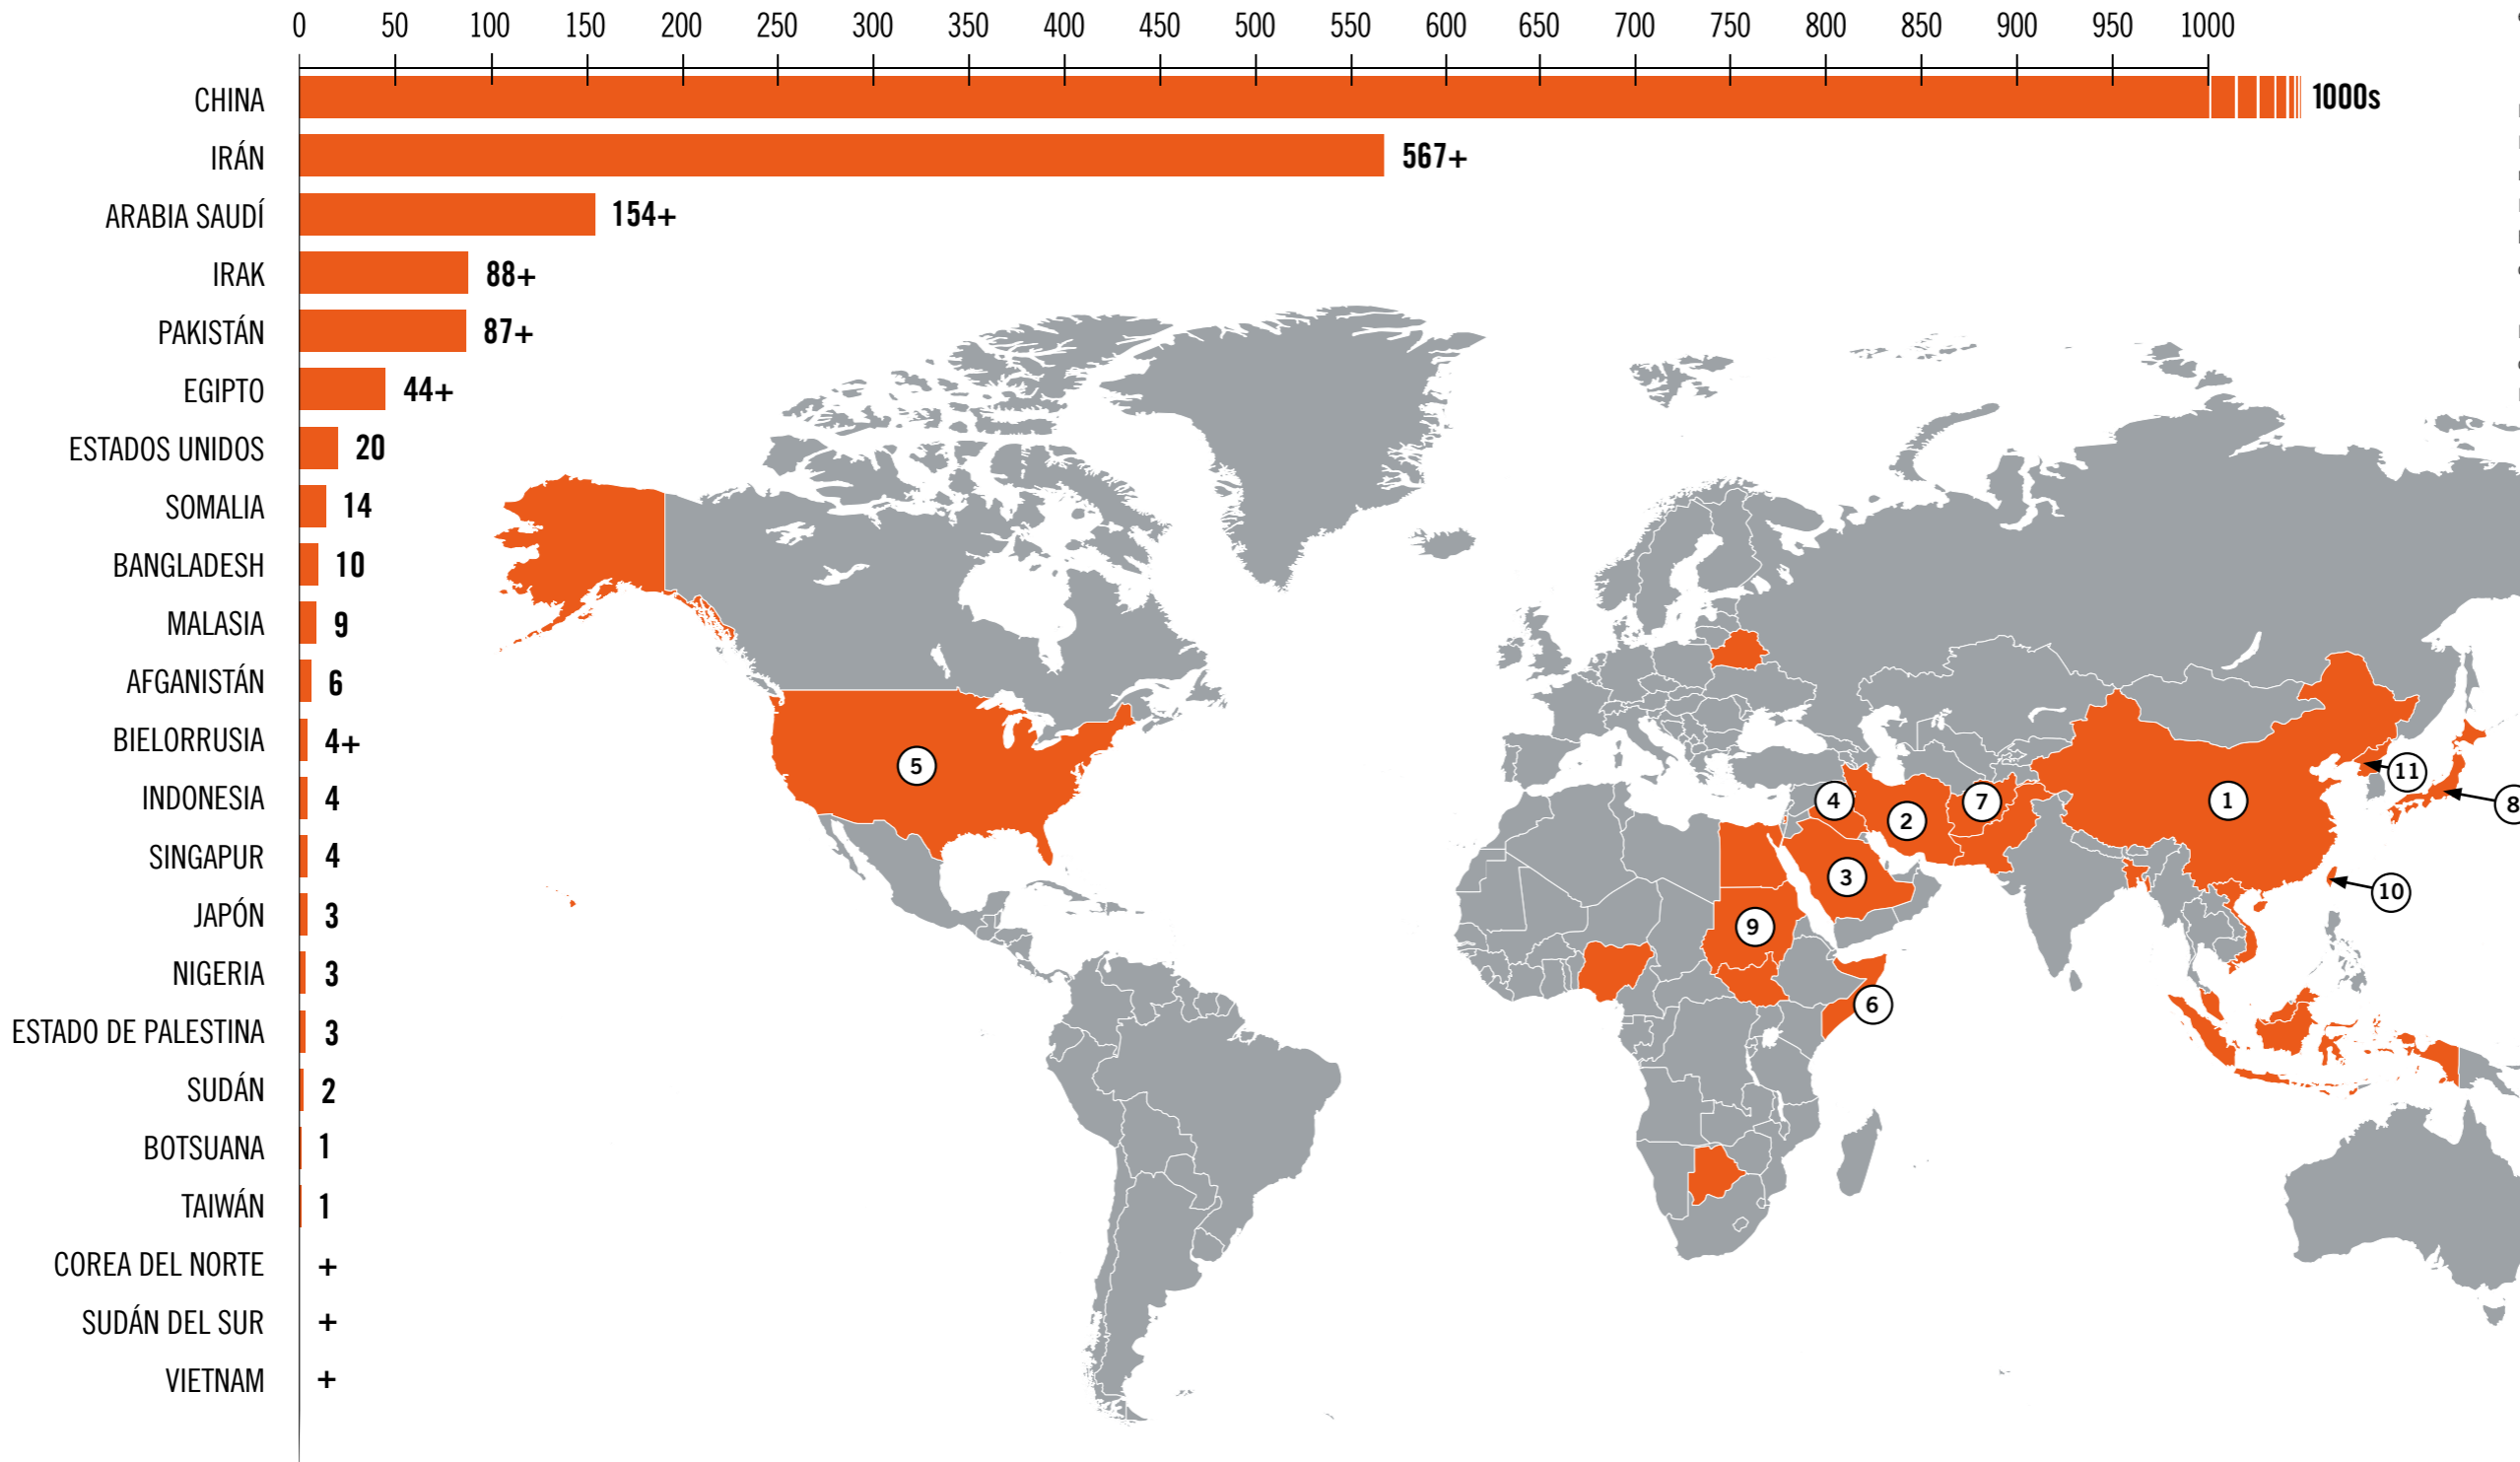 0 50 100 150 200 250 300 350 400 450 500 550 600 650 700 750 800 850 900 950 1000
CHINA 1000s
IRÁN 567+
ARABIA SAUDÍ 154+
IRAK 88+
PAKISTÁN 87+
EGIPTO 44+
ESTADOS UNIDOS 20
SOMALIA 14
BANGLADESH 10
MALASIA 9
AFGANISTÁN 6
BIELORRUSIA 4+
INDONESIA 4
SINGAPUR 4
JAPÓN 3
NIGERIA 3
ESTADO DE PALESTINA 3
SUDÁN 2
BOTSUANA 1
TAIWÁN 1
COREA DEL NORTE +
SUDÁN DEL SUR +
VIETNAM +
5
4
2
7
1
11
8
3
10
9
6